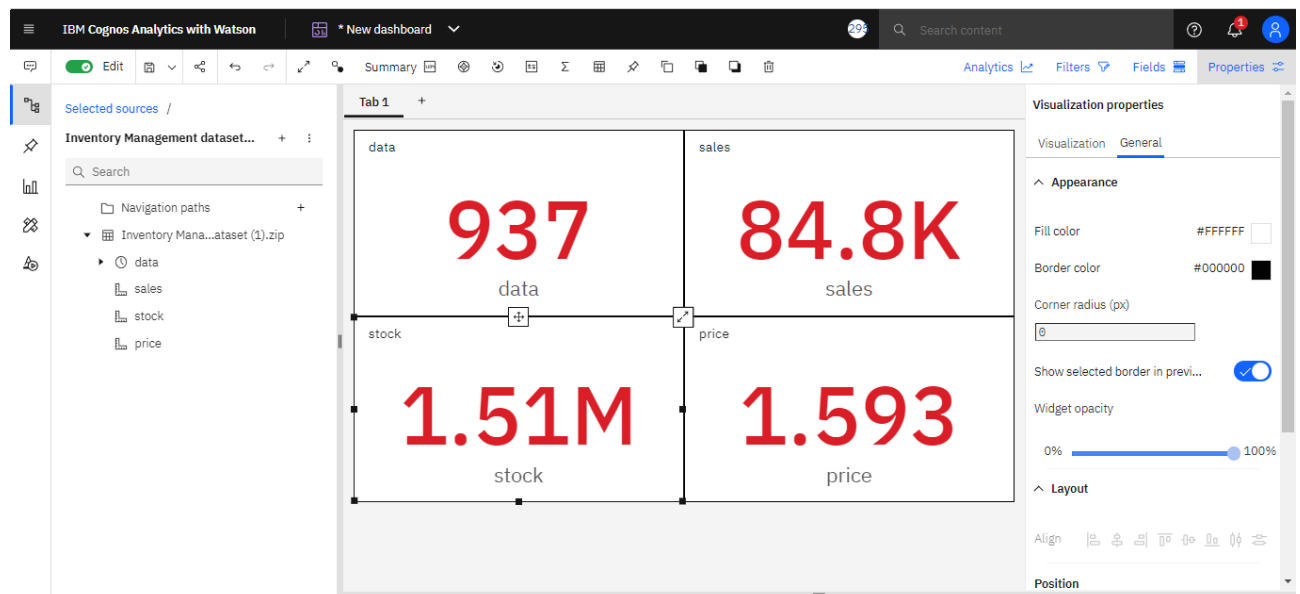 IBM Cognos Analytics with Watson
* New dashboard
295
Search content
1
Edit
Summary
Analytics
Filters
Fields
Properties
Selected sources /
Inventory Management dataset...
Search
Navigation paths
Inventory Mana...ataset (1).zip
data
sales
stock
price
Tab 1
data
937
data
sales
84.8K
sales
stock
1.51M
stock
price
1.593
price
Visualization properties
Visualization General
Appearance
Fill color #FFFFFF
Border color #000000
Corner radius (px)
0
Show selected border in previ...
Widget opacity
0% 100%
Layout
Align
Position